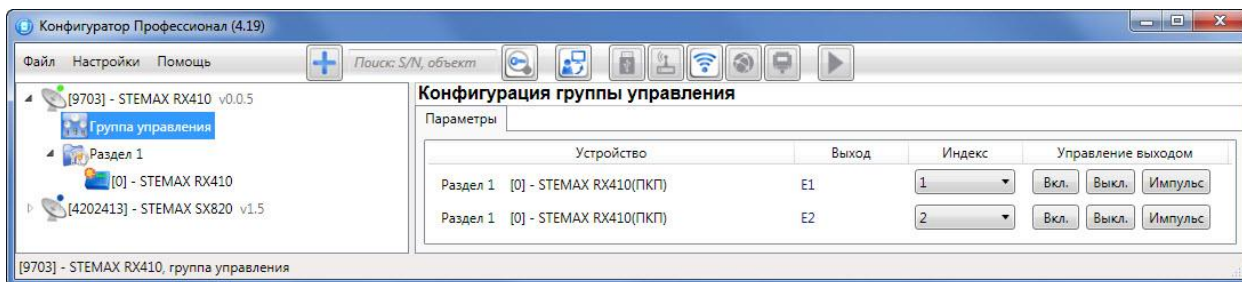 Конфигуратор Профессионал (4.19)
Файл Настройки Помощь Поиск: S/N, объект
[9703] - STEMAX RX410 v0.0.5
Группа управления
Раздел 1
[0] - STEMAX RX410
[4202413] - STEMAX SX820 v1.5
Конфигурация группы управления
Параметры
Устройство Выход Индекс Управление выходом
Раздел 1 [0] - STEMAX RX410(ПКП) E1 1 Вкл. Выкл. Импульс
Раздел 1 [0] - STEMAX RX410(ПКП) E2 2 Вкл. Выкл. Импульс
[9703] - STEMAX RX410, группа управления